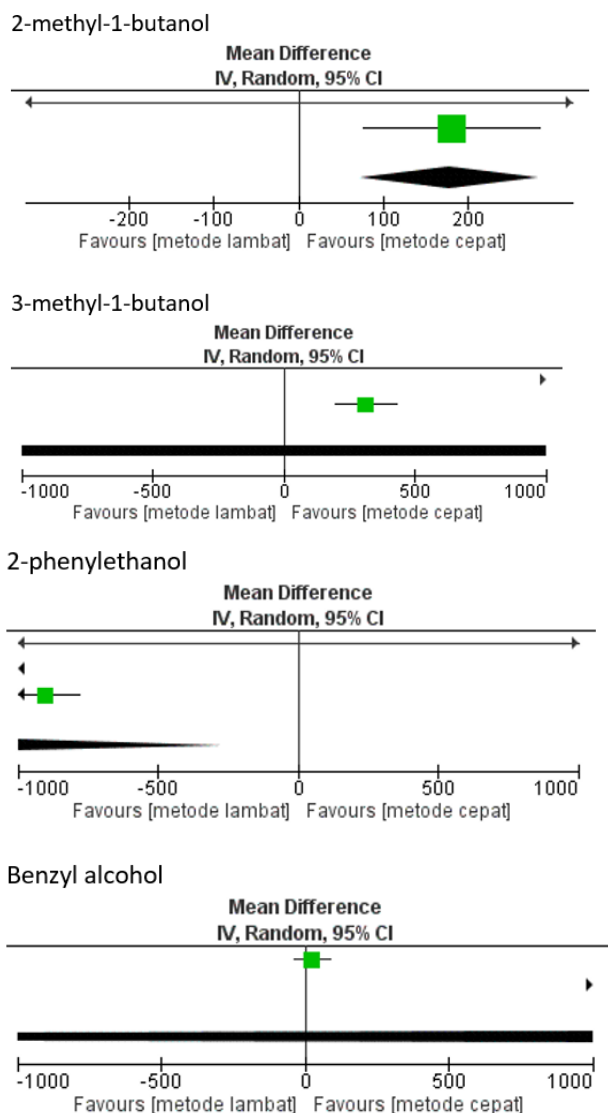 2-methyl-1-butanol
Mean Difference
IV, Random, 95% CI
-200 -100 0 100 200
Favours [metode lambat] Favours [metode cepat]
3-methyl-1-butanol
Mean Difference
IV, Random, 95% CI
-1000 -500 0 500 1000
Favours [metode lambat] Favours [metode cepat]
2-phenylethanol
Mean Difference
IV, Random, 95% CI
-1000 -500 0 500 1000
Favours [metode lambat] Favours [metode cepat]
Benzyl alcohol
Mean Difference
IV, Random, 95% CI
-1000 -500 0 500 1000
Favours [metode lambat] Favours [metode cepat]